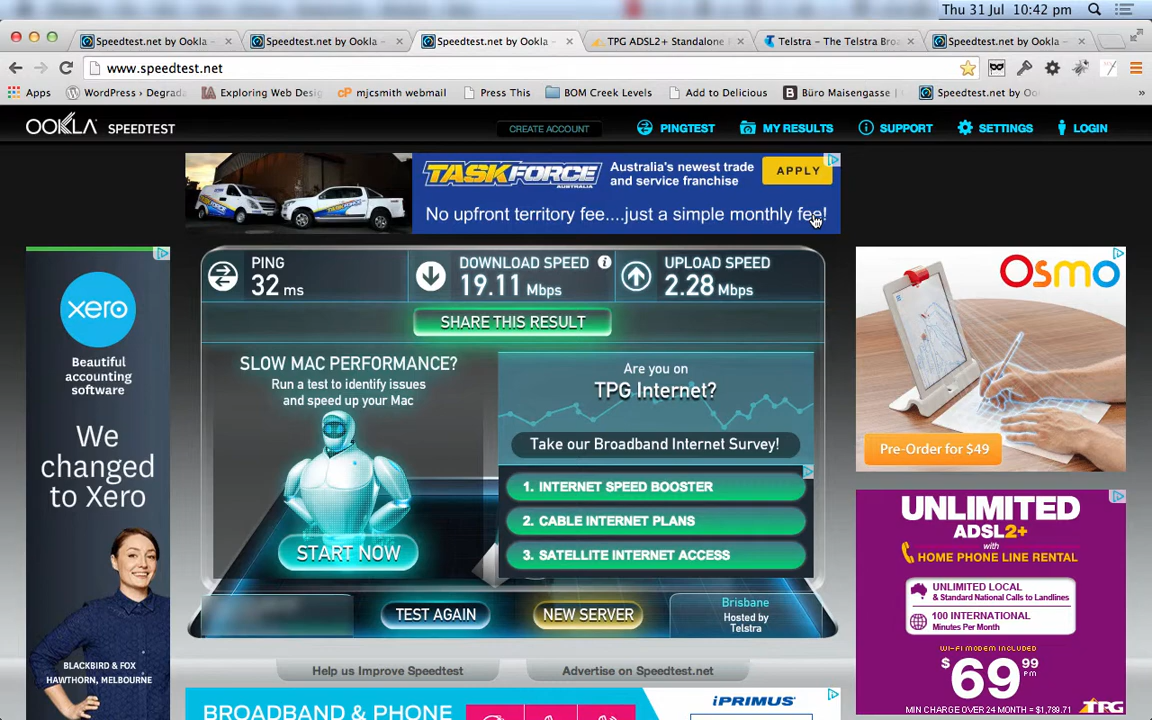 Thu 31 Jul 10:42 pm
Speedtest.net by Ookla -
Speedtest.net by Ookla -
Speedtest.net by Ookla -
TPG ADSL2+ Standalone
Telstra - The Telstra Bro
Speedtest.net by Ookla -
www.speedtest.net
Apps
WordPress › Degrad
Exploring Web Desi
cP mjcsmith webmail
Press This
BOM Creek Levels
Add to Delicious
B Büro Maisengasse |
Speedtest.net by Oo
»
OOKLA SPEEDTEST
CREATE ACCOUNT
PINGTEST
MY RESULTS
SUPPORT
SETTINGS
LOGIN
TASKFORCE
AUSTRALIA
Australia's newest trade
and service franchise
APPLY
No upfront territory fee....just a simple monthly fee!
PING
32 ms
DOWNLOAD SPEED
19.11 Mbps
UPLOAD SPEED
2.28 Mbps
SHARE THIS RESULT
SLOW MAC PERFORMANCE?
Run a test to identify issues
and speed up your Mac
START NOW
Are you on
TPG Internet?
Take our Broadband Internet Survey!
1. INTERNET SPEED BOOSTER
2. CABLE INTERNET PLANS
3. SATELLITE INTERNET ACCESS
TEST AGAIN
NEW SERVER
Brisbane
Hosted by
Telstra
Help us Improve Speedtest
Advertise on Speedtest.net
xero
Beautiful
accounting
software
We
changed
to Xero
BLACKBIRD & FOX
HAWTHORN, MELBOURNE
Osmo
Pre-Order for $49
UNLIMITED
ADSL2+
with
HOME PHONE LINE RENTAL
UNLIMITED LOCAL
& Standard National Calls to Landlines
100 INTERNATIONAL
Minutes Per Month
WI-FI MODEM INCLUDED
$69.99
PM
MIN CHARGE OVER 24 MONTH = $1,789.71
TPG
BROADBAND & PHONE
iPRIMUS